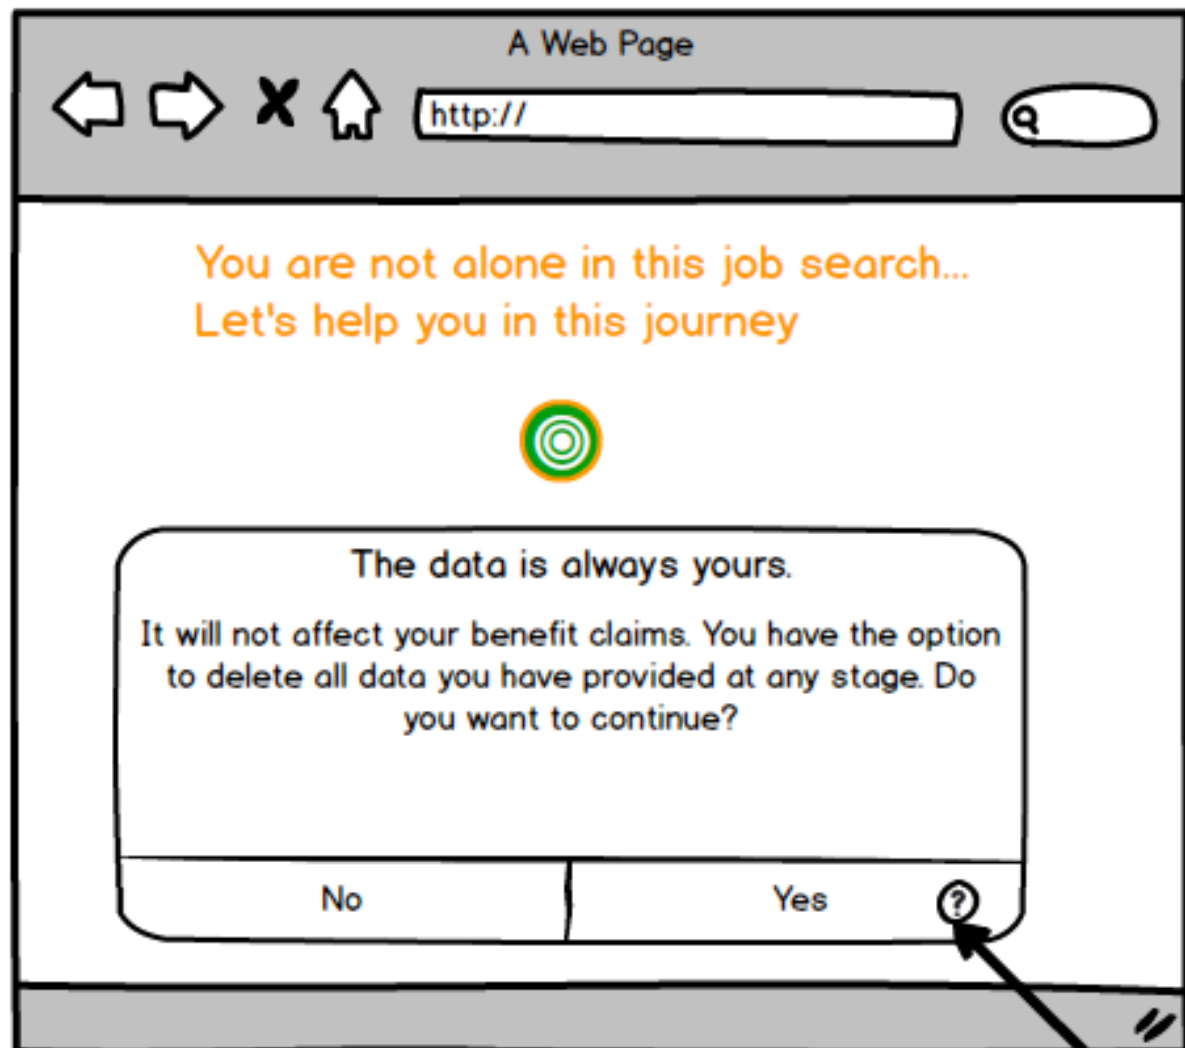 A Web Page
http://
You are not alone in this job search...
Let's help you in this journey
The data is always yours.
It will not affect your benefit claims. You have the option
to delete all data you have provided at any stage. Do
you want to continue?
No
Yes
?